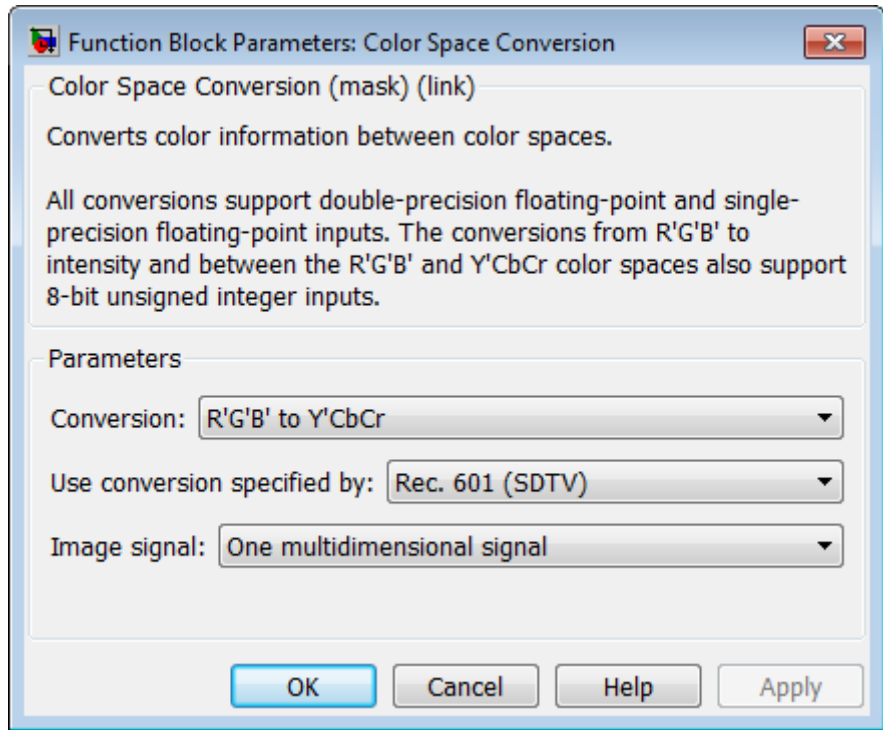 Function Block Parameters: Color Space Conversion
Color Space Conversion (mask) (link)
Converts color information between color spaces.
All conversions support double-precision floating-point and single-
precision floating-point inputs. The conversions from R'G'B' to
intensity and between the R'G'B' and Y'CbCr color spaces also support
8-bit unsigned integer inputs.
Parameters
Conversion: R'G'B' to Y'CbCr
Use conversion specified by: Rec. 601 (SDTV)
Image signal: One multidimensional signal
OK Cancel Help Apply